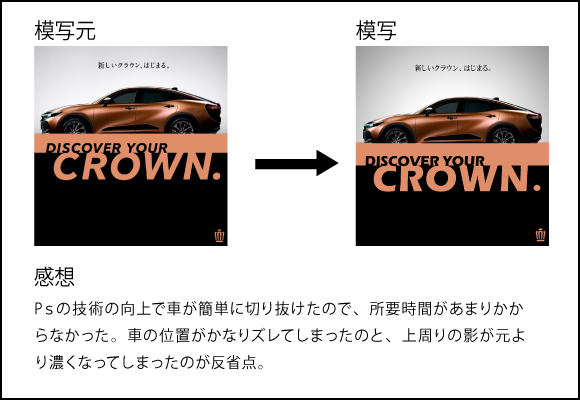 模写元
模写
新しいクラウン、はじまる。
新しいクラウン、はじまる。
DISCOVER YOUR
CROWN.
DISCOVER YOUR
CROWN.
感想
Psの技術の向上で車が簡単に切り抜けたので、所要時間があまりかか
らなかった。車の位置がかなりズレてしまったのと、上周りの影が元よ
り濃くなってしまったのが反省点。